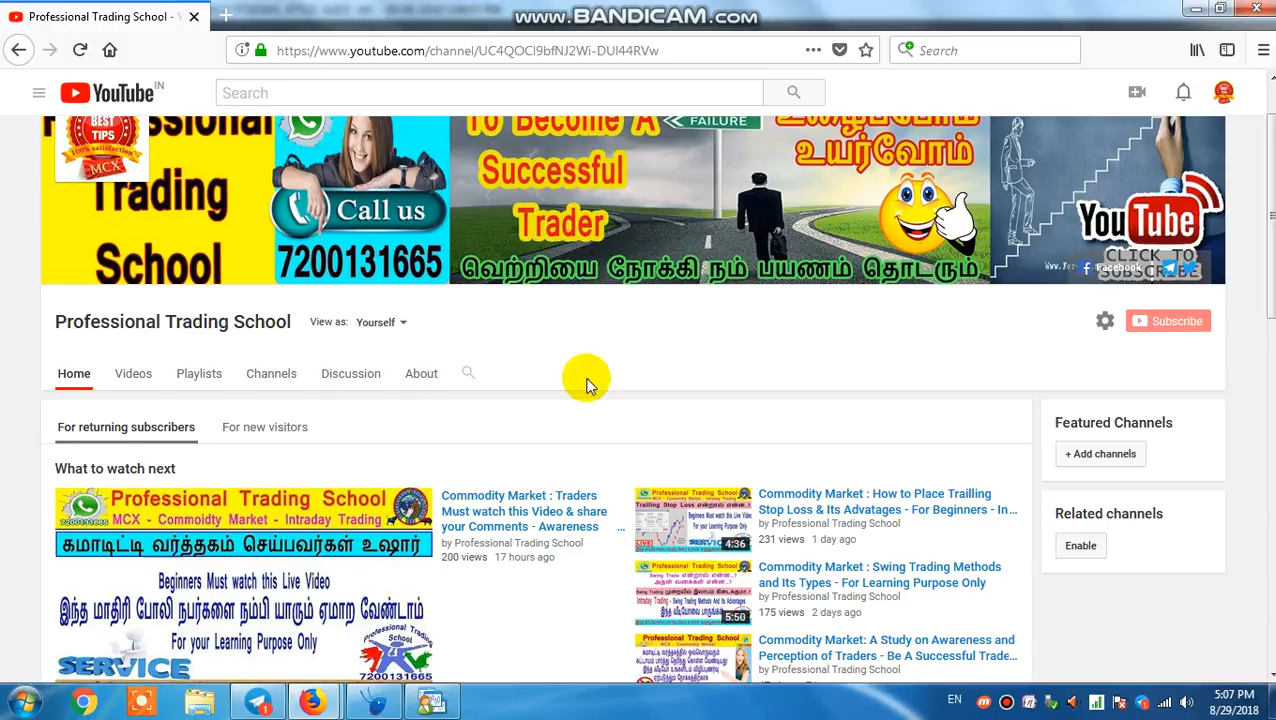 Professional Trading School -
www.BANDICAM.com
https://www.youtube.com/channel/UC4QOCl9bfNJ2Wi-DUl44RVw
Search
YouTube IN
Search
BEST
TIPS
100% satisfaction
MCX
Trading
School
Call us
7200131665
To Become A
Successful
Trader
FAILURE
உழைப்போம்
உயர்வோம்
வெற்றியை நோக்கி நம் பயணம் தொடரும்
YouTube
CLICK TO
SUBSCRIBE
Facebook
Professional Trading School
View as: Yourself
Subscribe
Home Videos Playlists Channels Discussion About
For returning subscribers For new visitors
What to watch next
Professional Trading School
7200131665
MCX - Commoidty Market - Intraday Trading
கமாடிட்டி வர்த்தகம் செய்பவர்கள் உஷார்
Beginners Must watch this Live Video
இந்த மாதிரி போலி நபர்களை நம்பி யாரும் ஏமாற வேண்டாம்
For your Learning Purpose Only
SERVICE
Professional
Trading
School
7200131665
Commodity Market : Traders
Must watch this Video & share
your Comments - Awareness ...
by Professional Trading School
200 views 17 hours ago
Commodity Market : How to Place Trailling
Stop Loss & Its Advatages - For Beginners - In...
by Professional Trading School
231 views 1 day ago
4:36
Commodity Market : Swing Trading Methods
and Its Types - For Learning Purpose Only
by Professional Trading School
175 views 2 days ago
5:50
Commodity Market: A Study on Awareness and
Perception of Traders - Be A Successful Trade...
by Professional Trading School
Featured Channels
+ Add channels
Related channels
Enable
EN
5:07 PM
8/29/2018